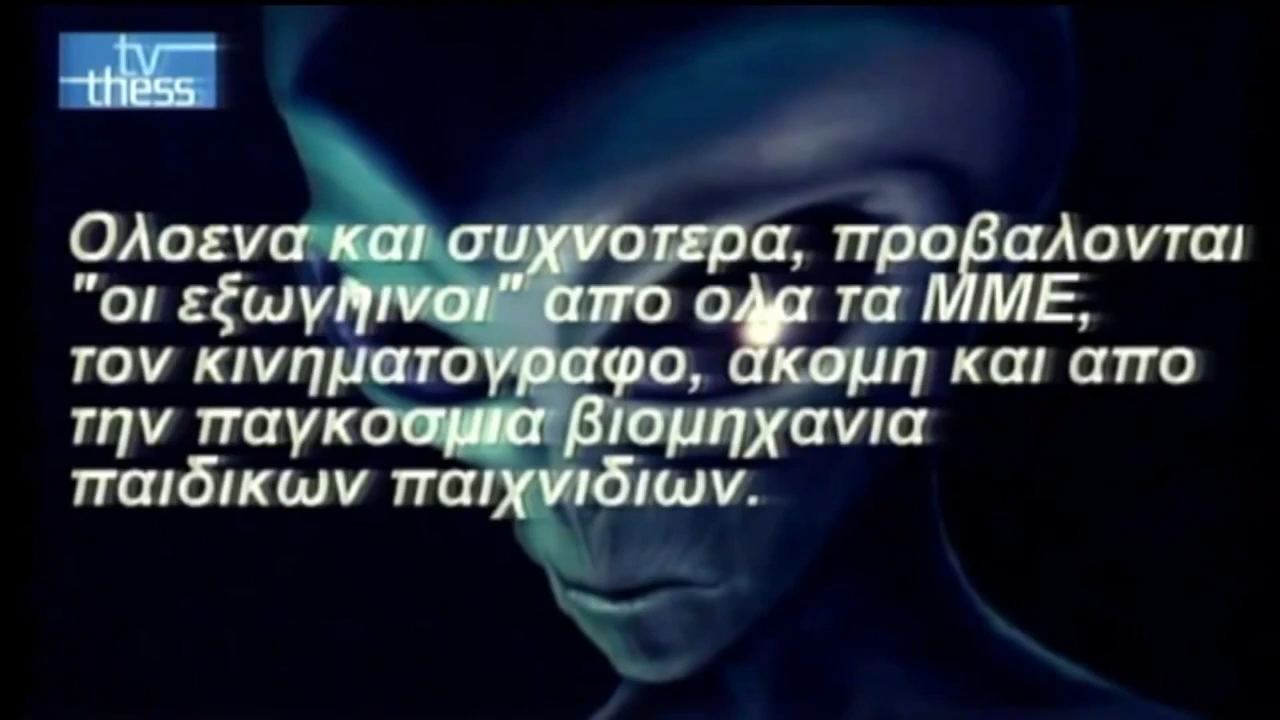 tv
thess
Ολοενα και συχνοτερα, προβαλονται
"οι εξωγηινοι" απο ολα τα ΜΜΕ,
τον κινηματογραφο, ακομη και απο
την παγκοσμια βιομηχανια
παιδικων παιχνιδιων.